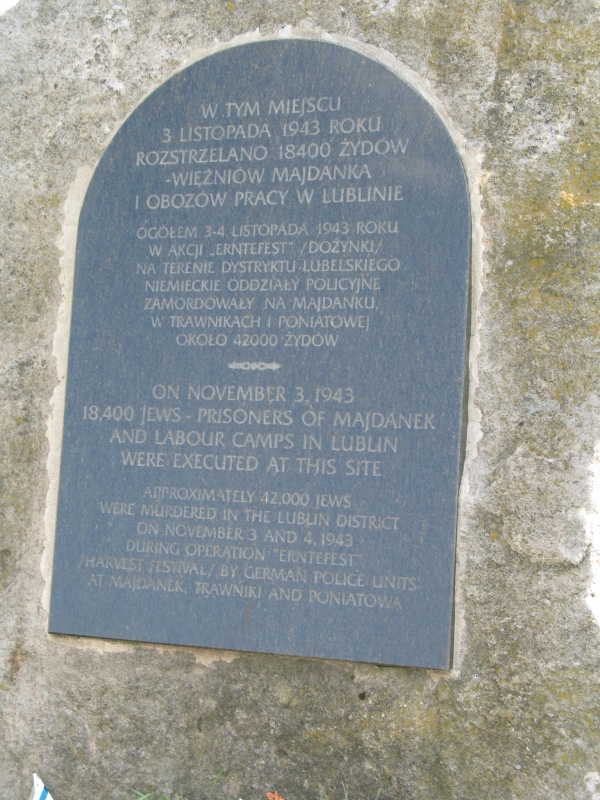 W TYM MIEJSCU
3 LISTOPADA 1943 ROKU
ROZSTRZELANO 18400 ŻYDÓW
-WIĘŹNIÓW MAJDANKA
I OBOZÓW PRACY W LUBLINIE
OGÓŁEM 3-4 LISTOPADA 1943 ROKU
W AKCJI „ERNTEFEST" /DOŻYNKI/
NA TERENIE DYSTRYKTU LUBELSKIEGO
NIEMIECKIE ODDZIAŁY POLICYJNE
ZAMORDOWAŁY NA MAJDANKU,
W TRAWNIKACH I PONIATOWEJ
OKOŁO 42000 ŻYDÓW
ON NOVEMBER 3, 1943
18,400 JEWS - PRISONERS OF MAJDANEK
AND LABOUR CAMPS IN LUBLIN
WERE EXECUTED AT THIS SITE
APPROXIMATELY 42,000 JEWS
WERE MURDERED IN THE LUBLIN DISTRICT
ON NOVEMBER 3 AND 4, 1943
DURING OPERATION "ERNTEFEST"
/HARVEST FESTIVAL/ BY GERMAN POLICE UNITS
AT MAJDANEK, TRAWNIKI AND PONIATOWA